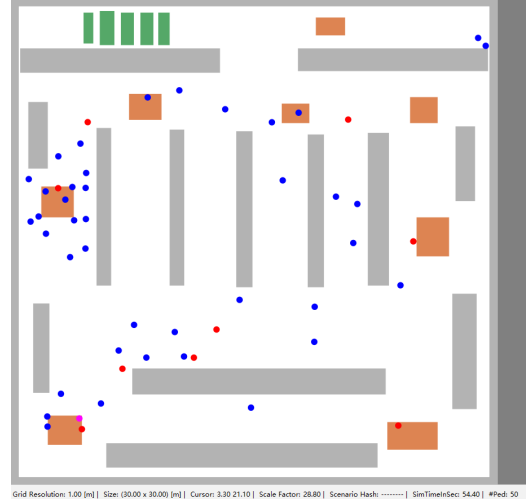 Grid Resolution: 1.00 [m] | Size: (30.00 x 30.00) [m] | Cursor: 3.30 21.10 | Scale Factor: 28.80 | Scenario Hash: -------- | SimTimeInSec: 54.40 | #Ped: 50